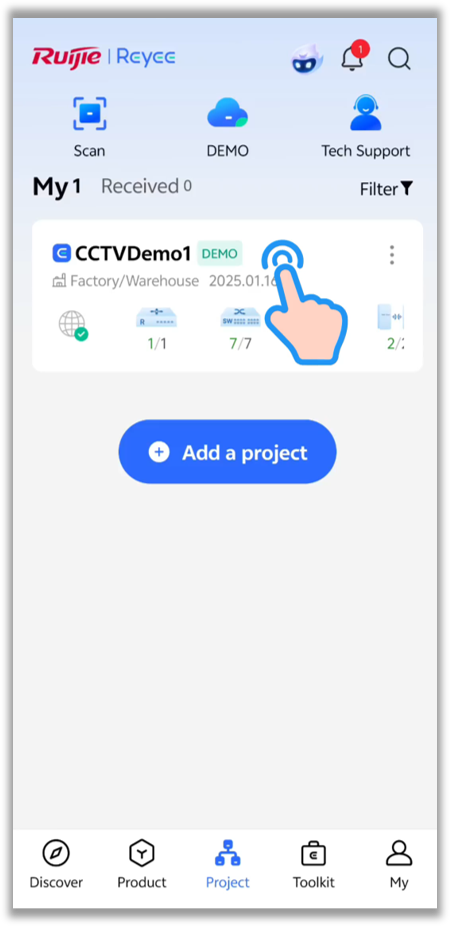 Ruijie | Reyee
1
Scan
DEMO
Tech Support
My 1 Received 0
Filter
CCTVDemo1 DEMO
Factory/Warehouse 2025.01.16
R SW
1/1
7/7
2/
Add a project
Discover
Product
Project
Toolkit
My